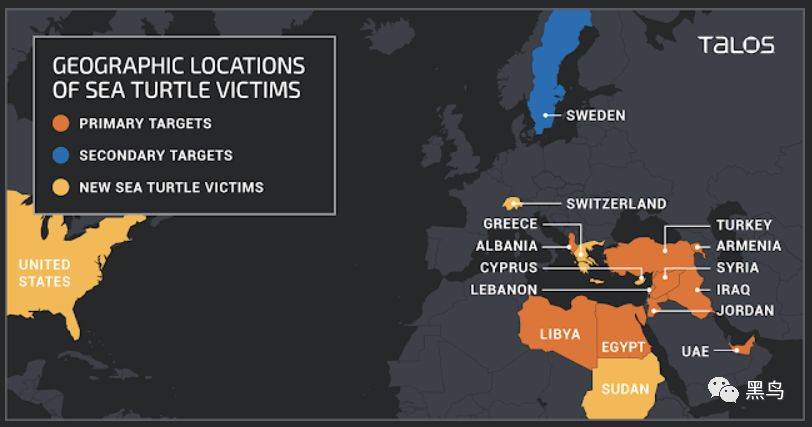 TALOS
GEOGRAPHIC LOCATIONS
OF SEA TURTLE VICTIMS
PRIMARY TARGETS
SECONDARY TARGETS
NEW SEA TURTLE VICTIMS
SWEDEN
SWITZERLAND
GREECE
ALBANIA
CYPRUS
LEBANON
TURKEY
ARMENIA
SYRIA
IRAQ
JORDAN
UNITED
STATES
LIBYA
EGYPT
UAE
SUDAN
黑鸟